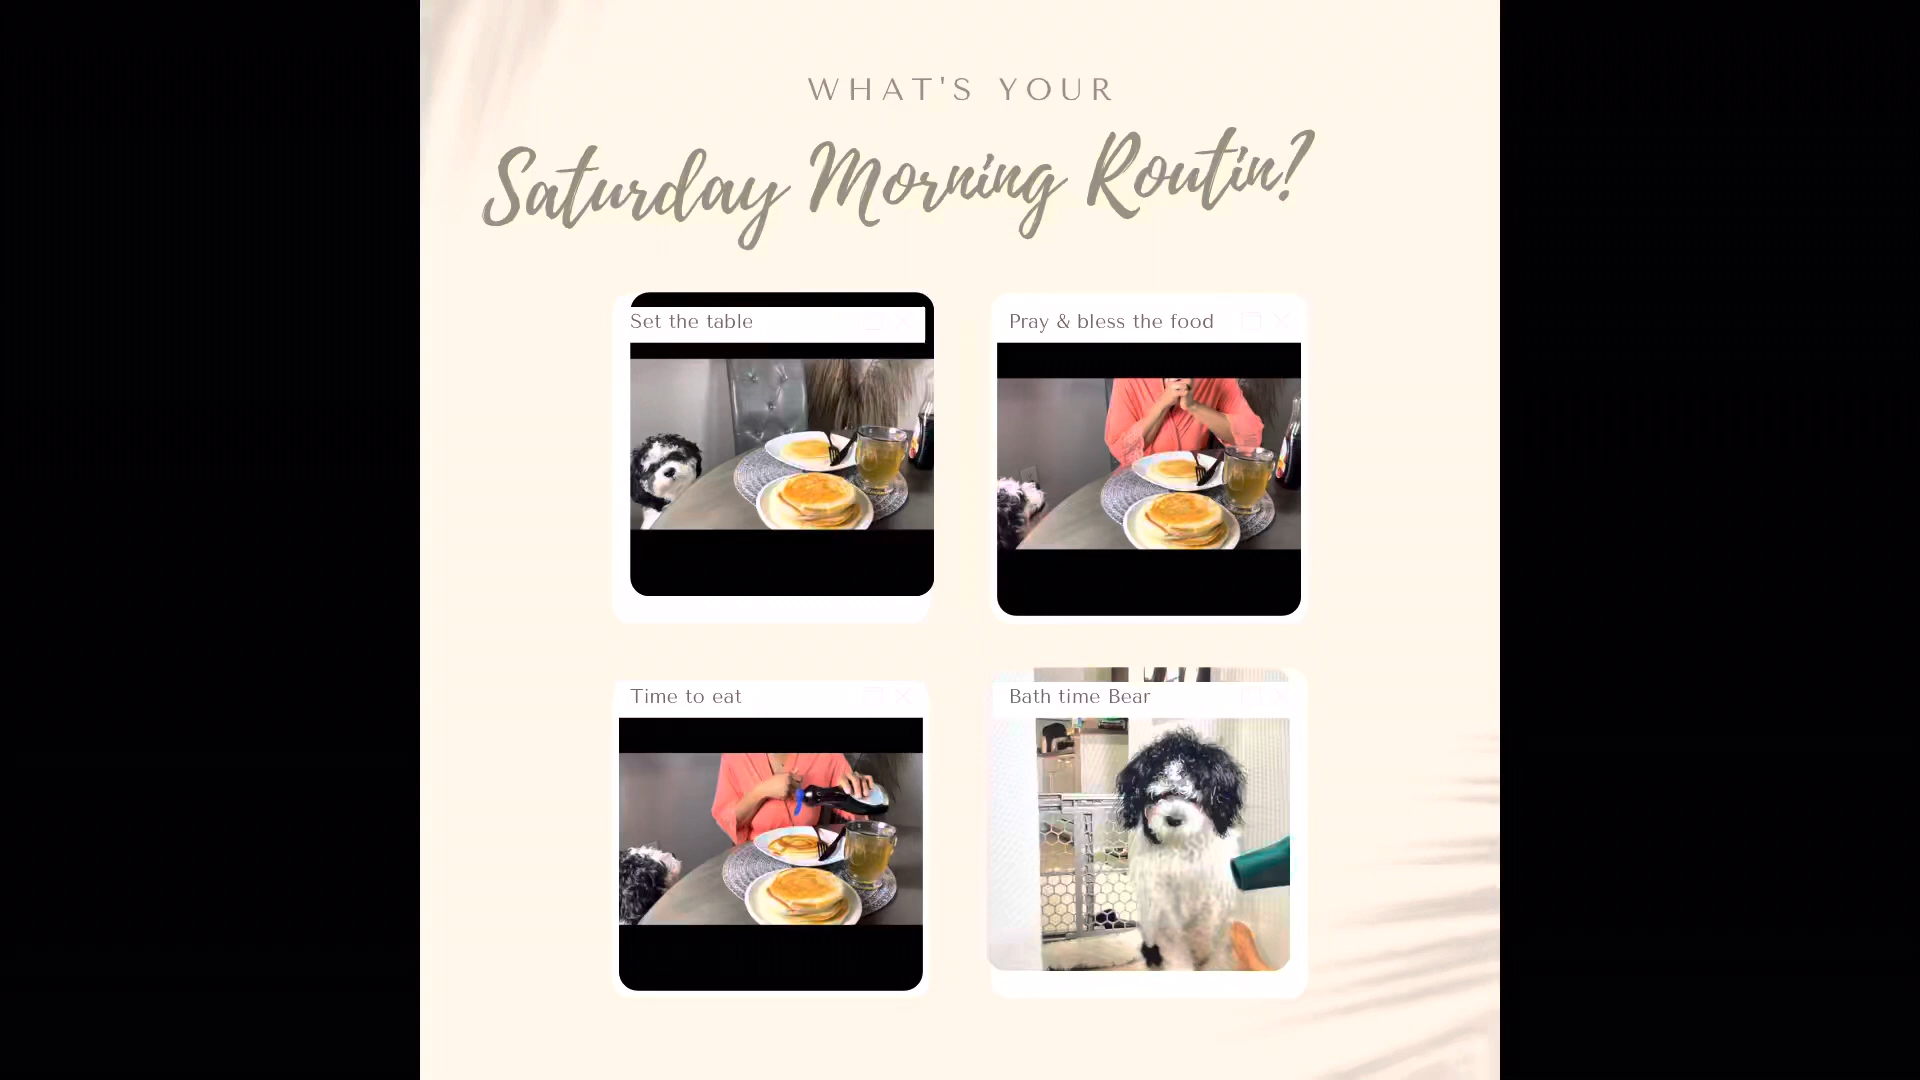 WHAT'S YOUR
Saturday Morning Routin?
Set the table
Pray & bless the food
Time to eat
Bath time Bear